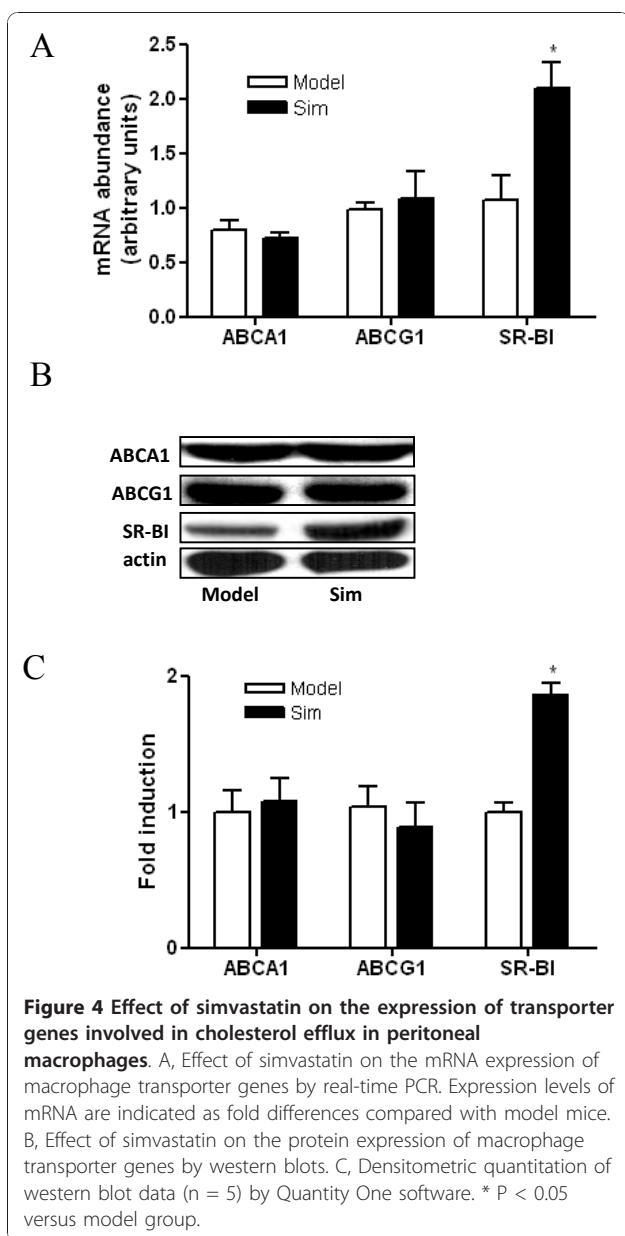 A
mRNA abundance
(arbitrary units)
2.5
2.0
1.5
1.0
0.5
0.0
Model
Sim
*
ABCA1 ABCG1 SR-BI
B
ABCA1
ABCG1
SR-BI
actin
Model Sim
C
Fold induction
2
1
0
Model
Sim
*
ABCA1 ABCG1 SR-BI
Figure 4 Effect of simvastatin on the expression of transporter
genes involved in cholesterol efflux in peritoneal
macrophages. A, Effect of simvastatin on the mRNA expression of
macrophage transporter genes by real-time PCR. Expression levels of
mRNA are indicated as fold differences compared with model mice.
B, Effect of simvastatin on the protein expression of macrophage
transporter genes by western blots. C, Densitometric quantitation of
western blot data (n = 5) by Quantity One software. * P < 0.05
versus model group.